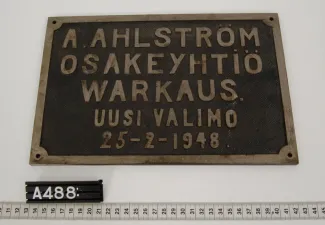 A. AHLSTRÖM
OSAKEYHTIÖ
WARKAUS.
UUSI VALIMO
25-2-1948
A488: